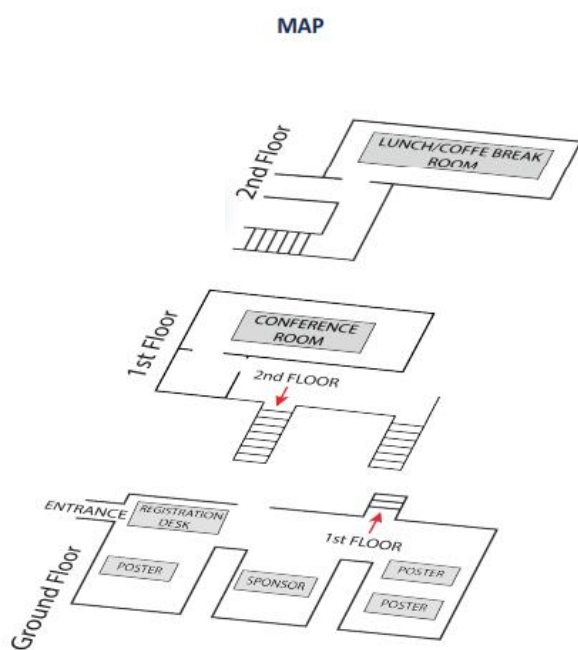 MAP
2nd Floor
LUNCH/COFFE BREAK
ROOM
1st Floor
CONFERENCE
ROOM
2nd FLOOR
Ground Floor
ENTRANCE
REGISTRATION
DESK
1st FLOOR
POSTER
SPONSOR
POSTER
POSTER